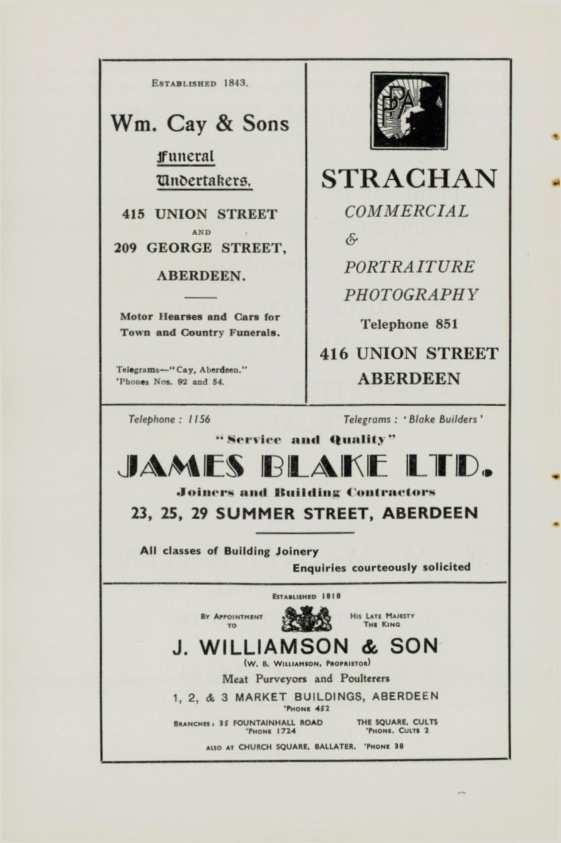 ESTABLISHED 1843.
Wm. Cay & Sons
Funeral
Undertakers.
415 UNION STREET
AND
209 GEORGE STREET,
ABERDEEN.
Motor Hearses and Cars for
Town and Country Funerals.
Telegrams—"Cay, Aberdeen."
'Phones Nos. 92 and 54.
STRACHAN
COMMERCIAL
&
PORTRAITURE
PHOTOGRAPHY
Telephone 851
416 UNION STREET
ABERDEEN
Telephone : 1156 Telegrams : 'Blake Builders'
"Service and Quality"
JAMES BLAKE LTD.
Joiners and Building Contractors
23, 25, 29 SUMMER STREET, ABERDEEN
All classes of Building Joinery
Enquiries courteously solicited
ESTABLISHED 1818
BY APPOINTMENT HIS LATE MAJESTY
TO THE KING
J. WILLIAMSON & SON
(W. B. WILLIAMSON, PROPRIETOR)
Meat Purveyors and Poulterers
1, 2, & 3 MARKET BUILDINGS, ABERDEEN
'PHONE 452
BRANCHES: 35 FOUNTAINHALL ROAD THE SQUARE, CULTS
'PHONE 1724 'PHONE, CULTS 2
ALSO AT CHURCH SQUARE, BALLATER. 'PHONE 38